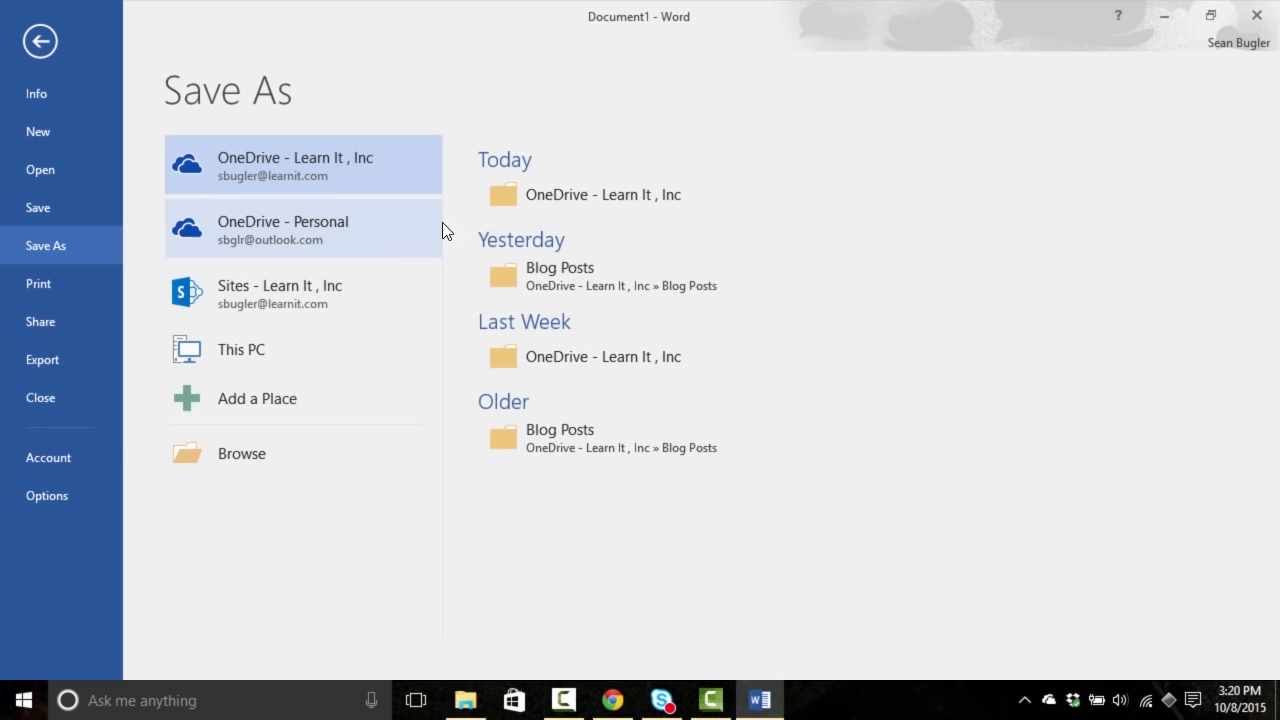 Document1 - Word
?
Sean Bugler
Info
New
Open
Save
Save As
Print
Share
Export
Close
Account
Options
Save As
OneDrive - Learn It , Inc
sbugler@learnit.com
OneDrive - Personal
sbglr@outlook.com
Sites - Learn It , Inc
sbugler@learnit.com
This PC
Add a Place
Browse
Today
OneDrive - Learn It , Inc
Yesterday
Blog Posts
OneDrive - Learn It , Inc » Blog Posts
Last Week
OneDrive - Learn It , Inc
Older
Blog Posts
OneDrive - Learn It , Inc » Blog Posts
Ask me anything
3:20 PM
10/8/2015